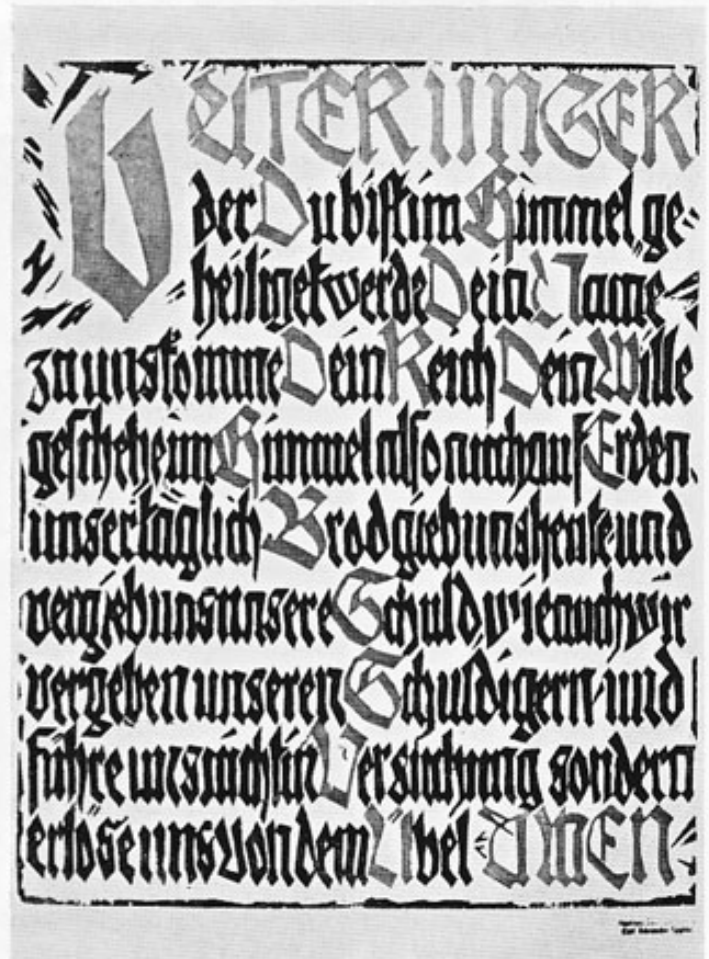 VATER UNSER
der Du bist im Himmel ge-
heiliget werde Dein Name
zu uns komme Dein Reich Dein Wille
geschehe im Himmel also auch auf Erden.
unser täglich Brod gieb uns heute und
vergieb uns unsere Schuld, wie auch wir
vergeben unseren Schuldigern und
führe uns nicht in Versuchung sondern
erlöse uns von dem Übel AMEN